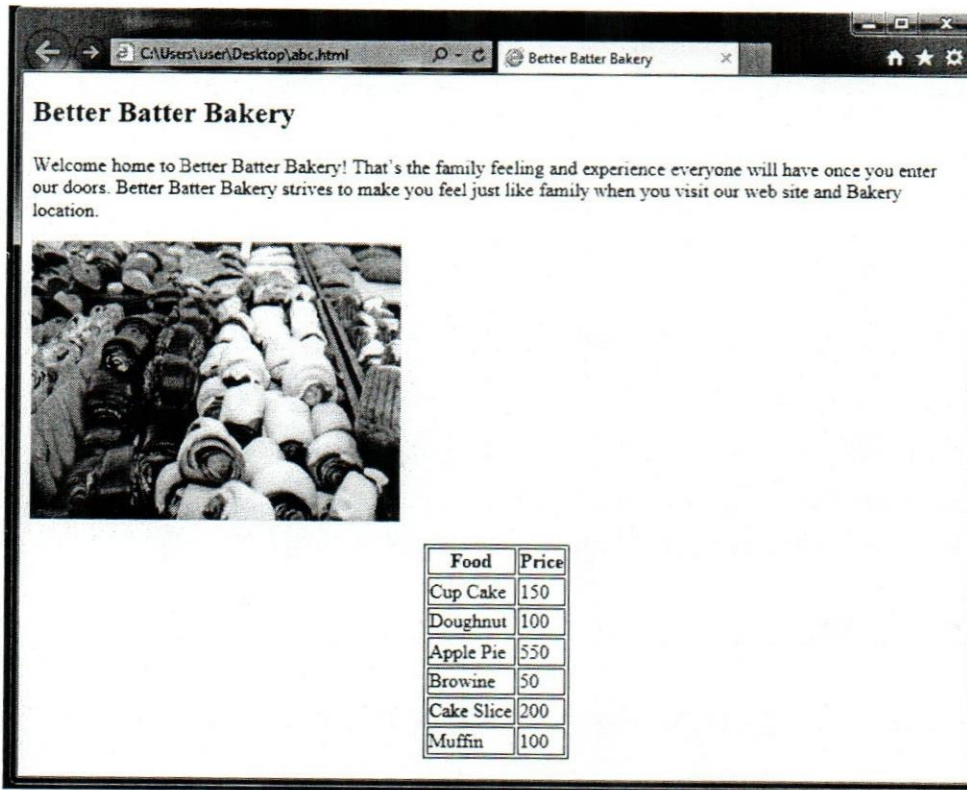 C:\Users\user\Desktop\abc.html
Better Batter Bakery
Better Batter Bakery
Welcome home to Better Batter Bakery! That's the family feeling and experience everyone will have once you enter
our doors. Better Batter Bakery strives to make you feel just like family when you visit our web site and Bakery
location.
Food Price
Cup Cake 150
Doughnut 100
Apple Pie 550
Browine 50
Cake Slice 200
Muffin 100